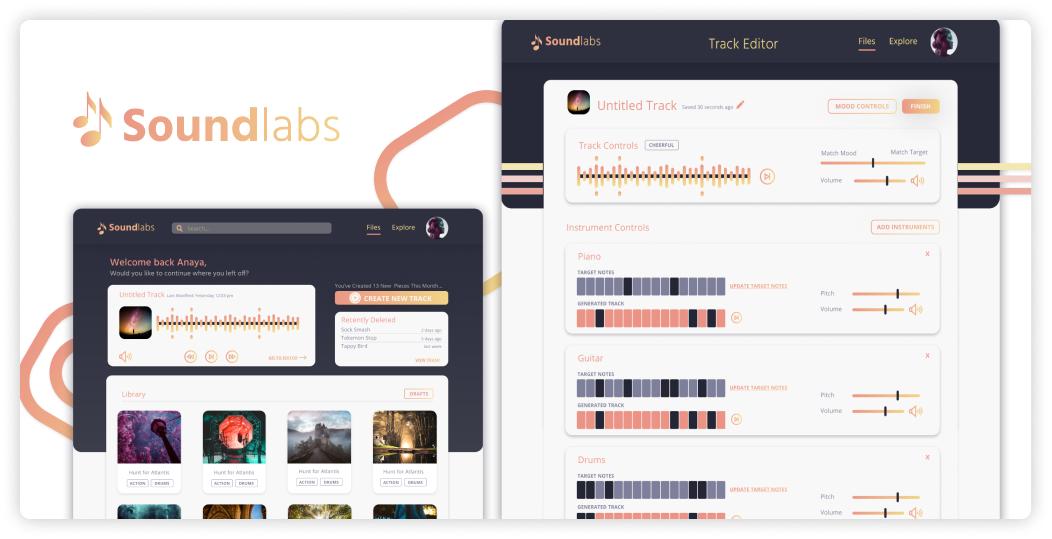 Soundlabs
Soundlabs
Search...
Files
Explore
Welcome back Anaya,
Would you like to continue where you left off?
Untitled Track Last Modified Yesterday 12:03 pm
GO TO EDITOR
You've Created 13 New Pieces This Month...
CREATE NEW TRACK
Recently Deleted
Sock Smash 2 days ago
Tokemon Stop 5 days ago
Tappy Bird last week
VIEW TRASH
Library
DRAFTS
Hunt for Atlantis
ACTION DRUMS
Hunt for Atlantis
ACTION DRUMS
Hunt for Atlantis
ACTION DRUMS
Hunt for Atlantis
ACTION DRUMS
Soundlabs
Track Editor
Files
Explore
Untitled Track Saved 30 seconds ago
MOOD CONTROLS
FINISH
Track Controls CHEERFUL
Match Mood Match Target
Volume
Instrument Controls
ADD INSTRUMENTS
Piano
X
TARGET NOTES
UPDATE TARGET NOTES
GENERATED TRACK
Pitch
Volume
Guitar
X
TARGET NOTES
UPDATE TARGET NOTES
GENERATED TRACK
Pitch
Volume
Drums
X
TARGET NOTES
UPDATE TARGET NOTES
GENERATED TRACK
Pitch
Volume